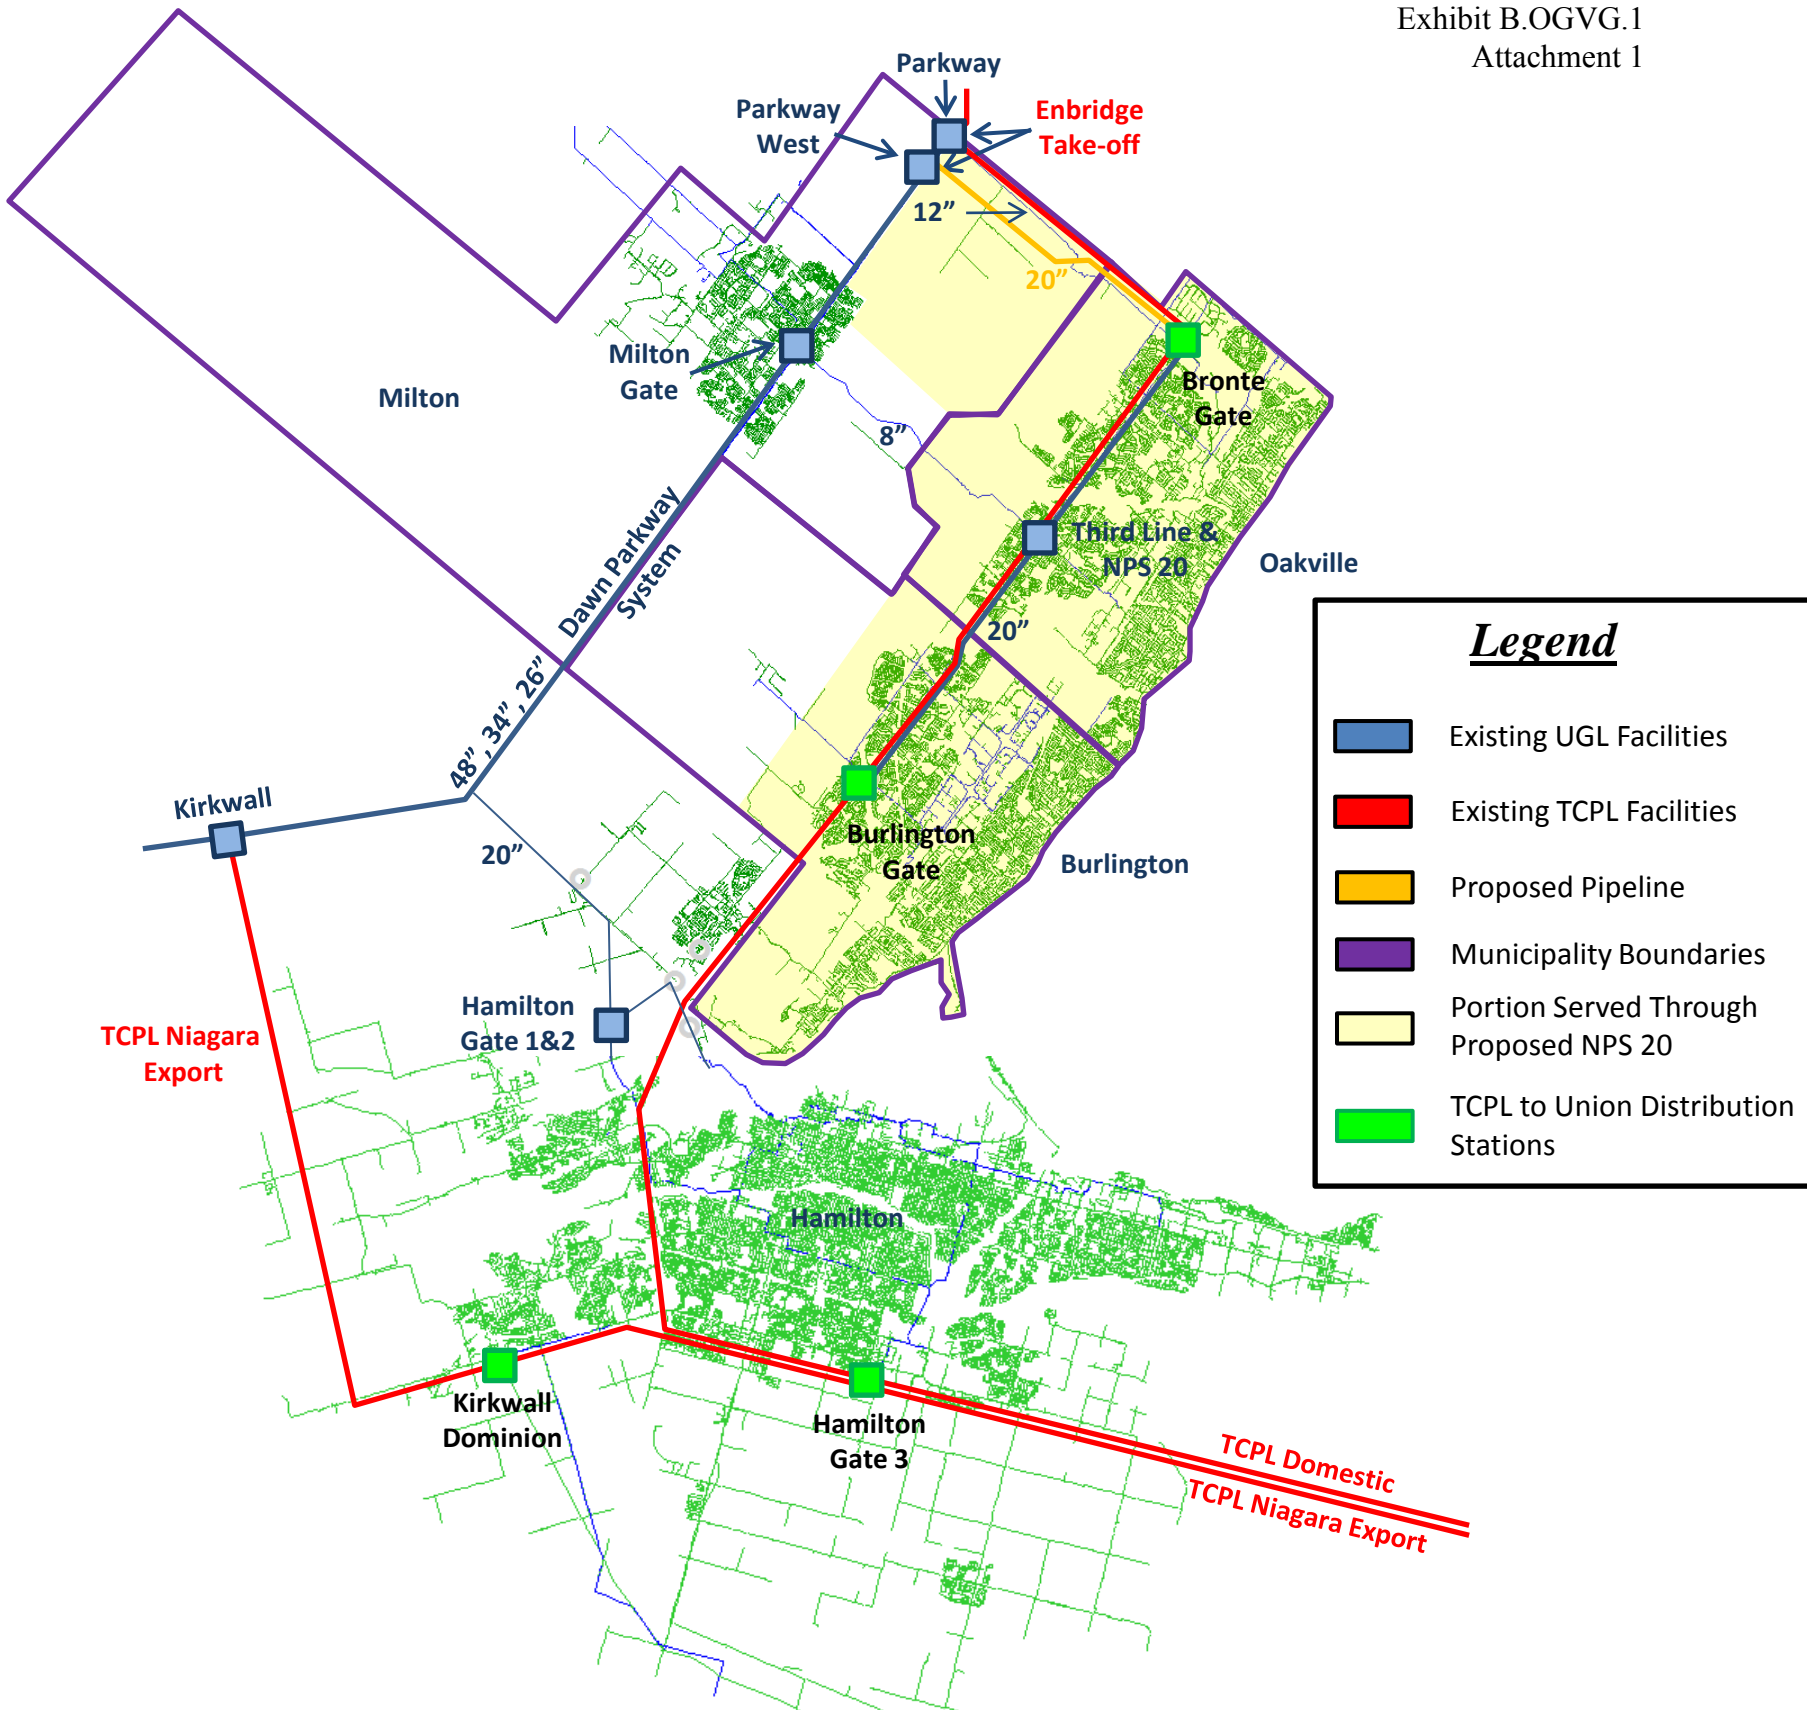 Exhibit B.OGVG.1
Attachment 1
Parkway
Parkway
West
Enbridge
Take-off
12”
20”
Milton
Gate
Milton
Bronte
Gate
8”
Dawn Parkway
System
Third Line &
NPS 20
Oakville
20”
48”, 34”, 26”
Kirkwall
20”
Burlington
Gate
Burlington
Hamilton
Gate 1&2
TCPL Niagara
Export
Hamilton
Kirkwall
Dominion
Hamilton
Gate 3
TCPL Domestic
TCPL Niagara Export
Legend
Existing UGL Facilities
Existing TCPL Facilities
Proposed Pipeline
Municipality Boundaries
Portion Served Through
Proposed NPS 20
TCPL to Union Distribution
Stations